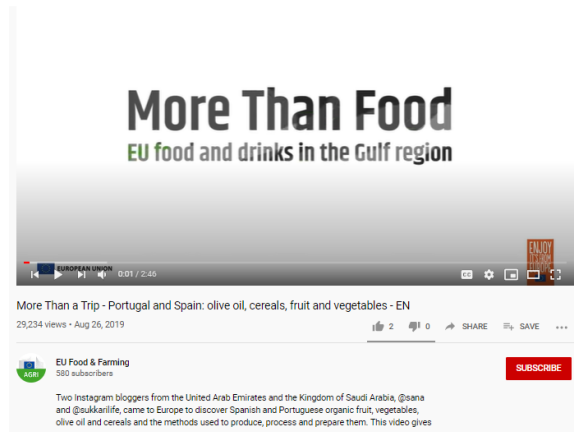 More Than Food
EU food and drinks in the Gulf region
EUROPEAN UNION
0:01 / 2:46
CC
ENJOY
IT'S FROM
EUROPE
More Than a Trip - Portugal and Spain: olive oil, cereals, fruit and vegetables - EN
29,234 views • Aug 26, 2019
2
0
SHARE
SAVE
AGRI
EU Food & Farming
580 subscribers
SUBSCRIBE
Two Instagram bloggers from the United Arab Emirates and the Kingdom of Saudi Arabia, @sana
and @sukkarilife, came to Europe to discover Spanish and Portuguese organic fruit, vegetables,
olive oil and cereals and the methods used to produce, process and prepare them. This video gives